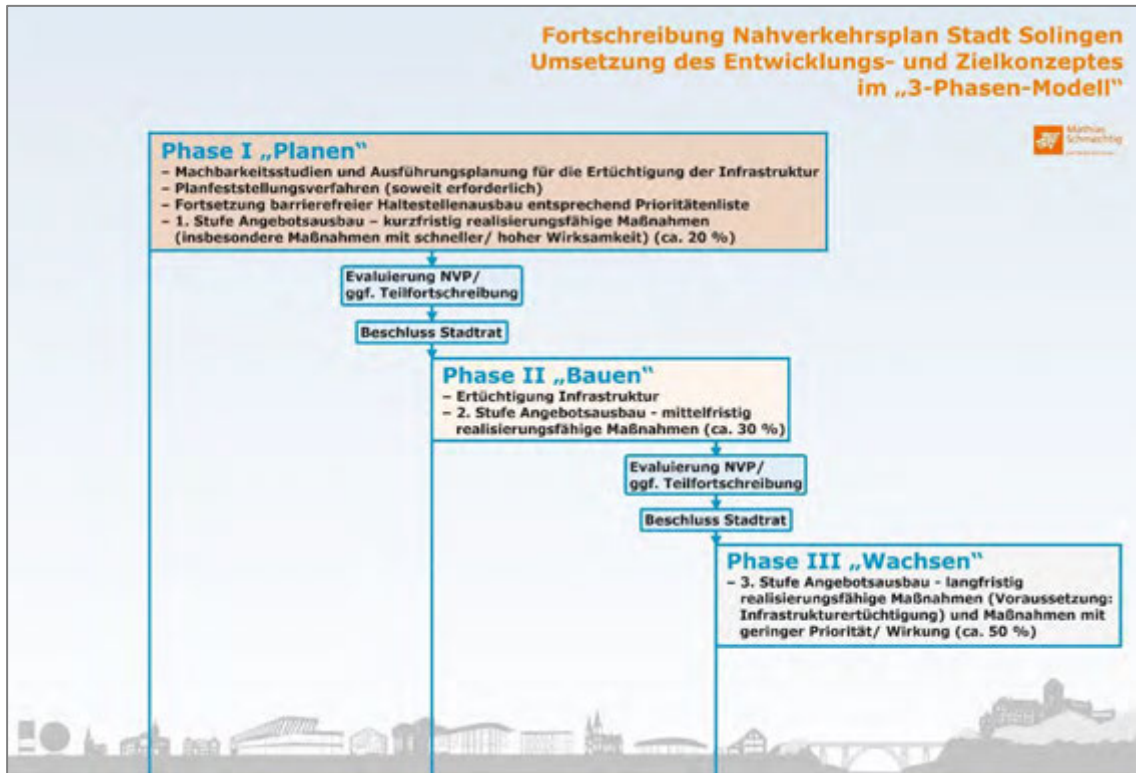 Fortschreibung Nahverkehrsplan Stadt Solingen
Umsetzung des Entwicklungs- und Zielkonzeptes
im „3-Phasen-Modell“
Mathias
Schmechtig
Phase I „Planen“
– Machbarkeitsstudien und Ausführungsplanung für die Ertüchtigung der Infrastruktur
– Planfeststellungsverfahren (soweit erforderlich)
– Fortsetzung barrierefreier Haltestellenausbau entsprechend Prioritätenliste
– 1. Stufe Angebotsausbau – kurzfristig realisierungsfähige Maßnahmen
(insbesondere Maßnahmen mit schneller/ hoher Wirksamkeit) (ca. 20 %)
Evaluierung NVP/
ggf. Teilfortschreibung
Beschluss Stadtrat
Phase II „Bauen“
– Ertüchtigung Infrastruktur
– 2. Stufe Angebotsausbau - mittelfristig
realisierungsfähige Maßnahmen (ca. 30 %)
Evaluierung NVP/
ggf. Teilfortschreibung
Beschluss Stadtrat
Phase III „Wachsen“
– 3. Stufe Angebotsausbau - langfristig
realisierungsfähige Maßnahmen (Voraussetzung:
Infrastrukturertüchtigung) und Maßnahmen mit
geringer Priorität/ Wirkung (ca. 50 %)